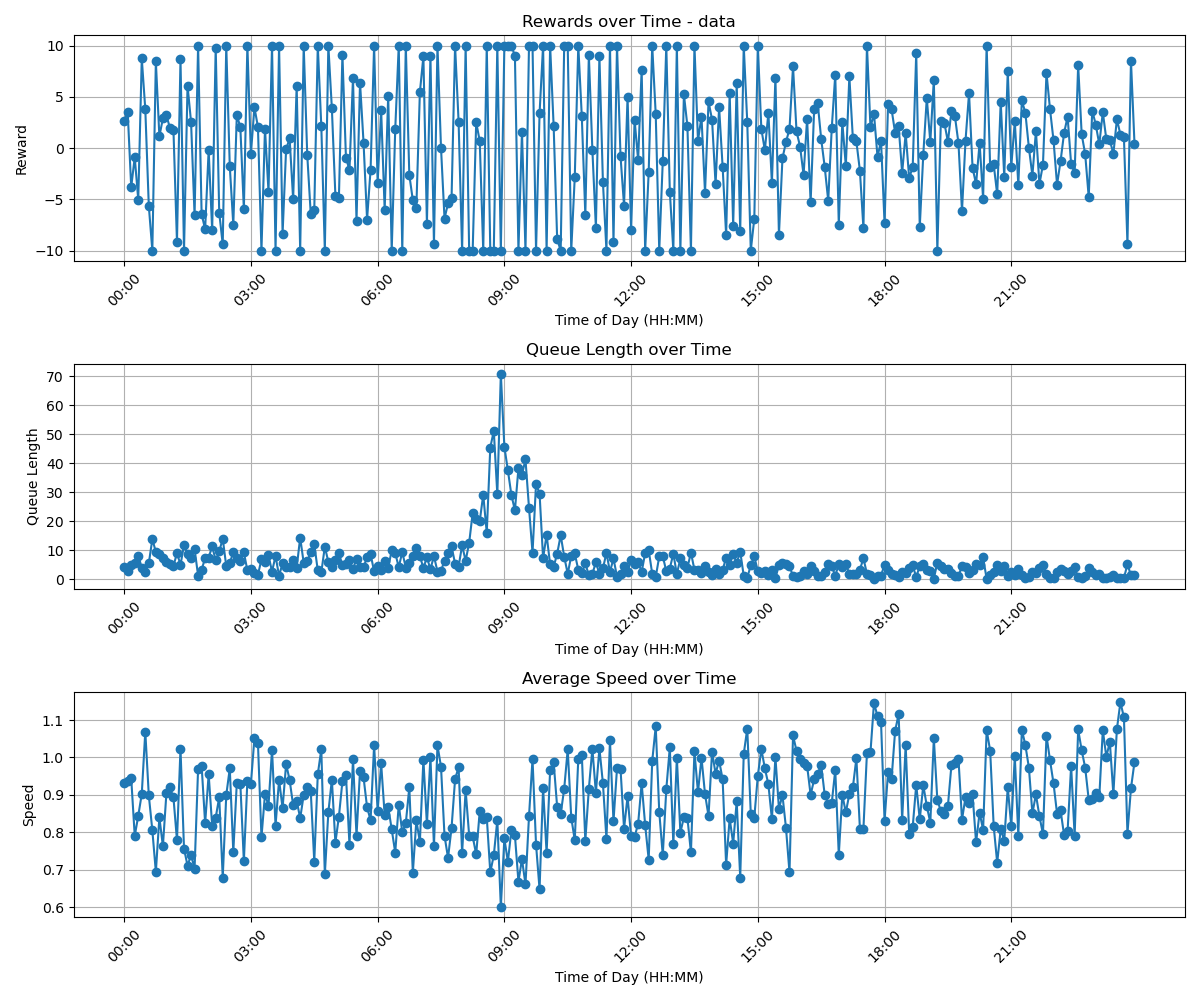 Rewards over Time - data
10
5
0
−5
−10
Reward
00:00 03:00 06:00 09:00 12:00 15:00 18:00 21:00
Time of Day (HH:MM)
Queue Length over Time
70
60
50
40
30
20
10
0
Queue Length
00:00 03:00 06:00 09:00 12:00 15:00 18:00 21:00
Time of Day (HH:MM)
Average Speed over Time
1.1
1.0
0.9
0.8
0.7
0.6
Speed
00:00 03:00 06:00 09:00 12:00 15:00 18:00 21:00
Time of Day (HH:MM)